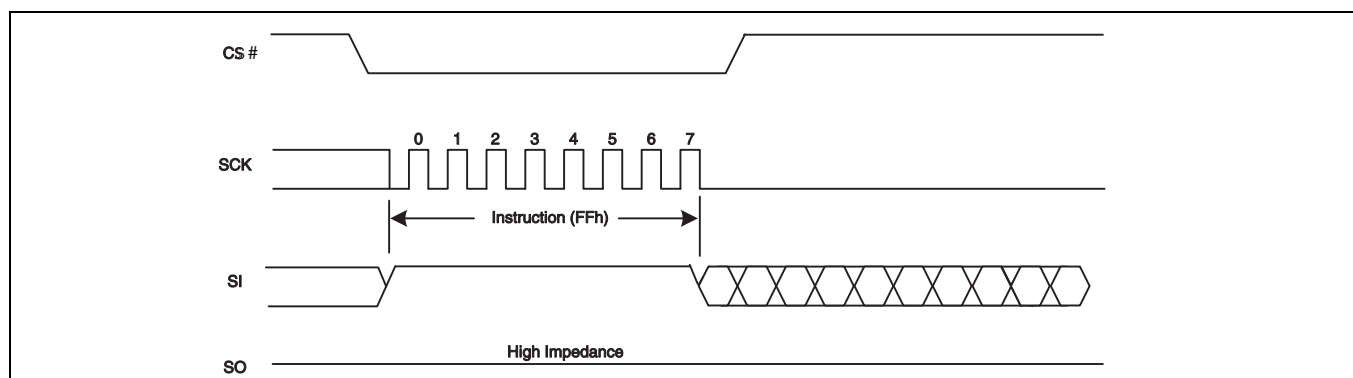 CS #
0 1 2 3 4 5 6 7
SCK
Instruction (FFh)
SI
High Impedance
SO